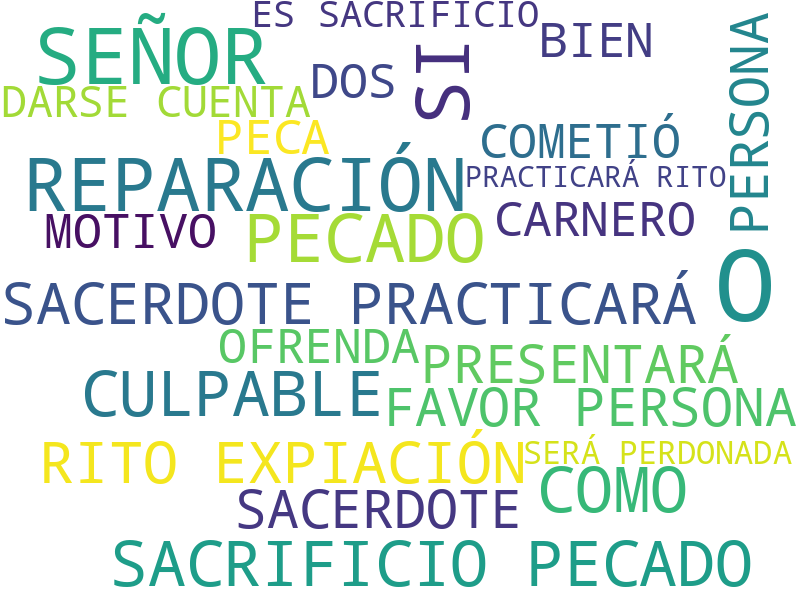 ES SACRIFICIO
SEÑOR
BIEN
DOS
SI
PERSONA
DARSE CUENTA
PECA
COMETIÓ
REPARACIÓN
PRACTICARÁ RITO
MOTIVO
PECADO
CARNERO
O
SACERDOTE PRACTICARÁ
OFRENDA
PRESENTARÁ
CULPABLE
FAVOR PERSONA
RITO EXPIACIÓN
SERÁ PERDONADA
COMO
SACERDOTE
SACRIFICIO PECADO